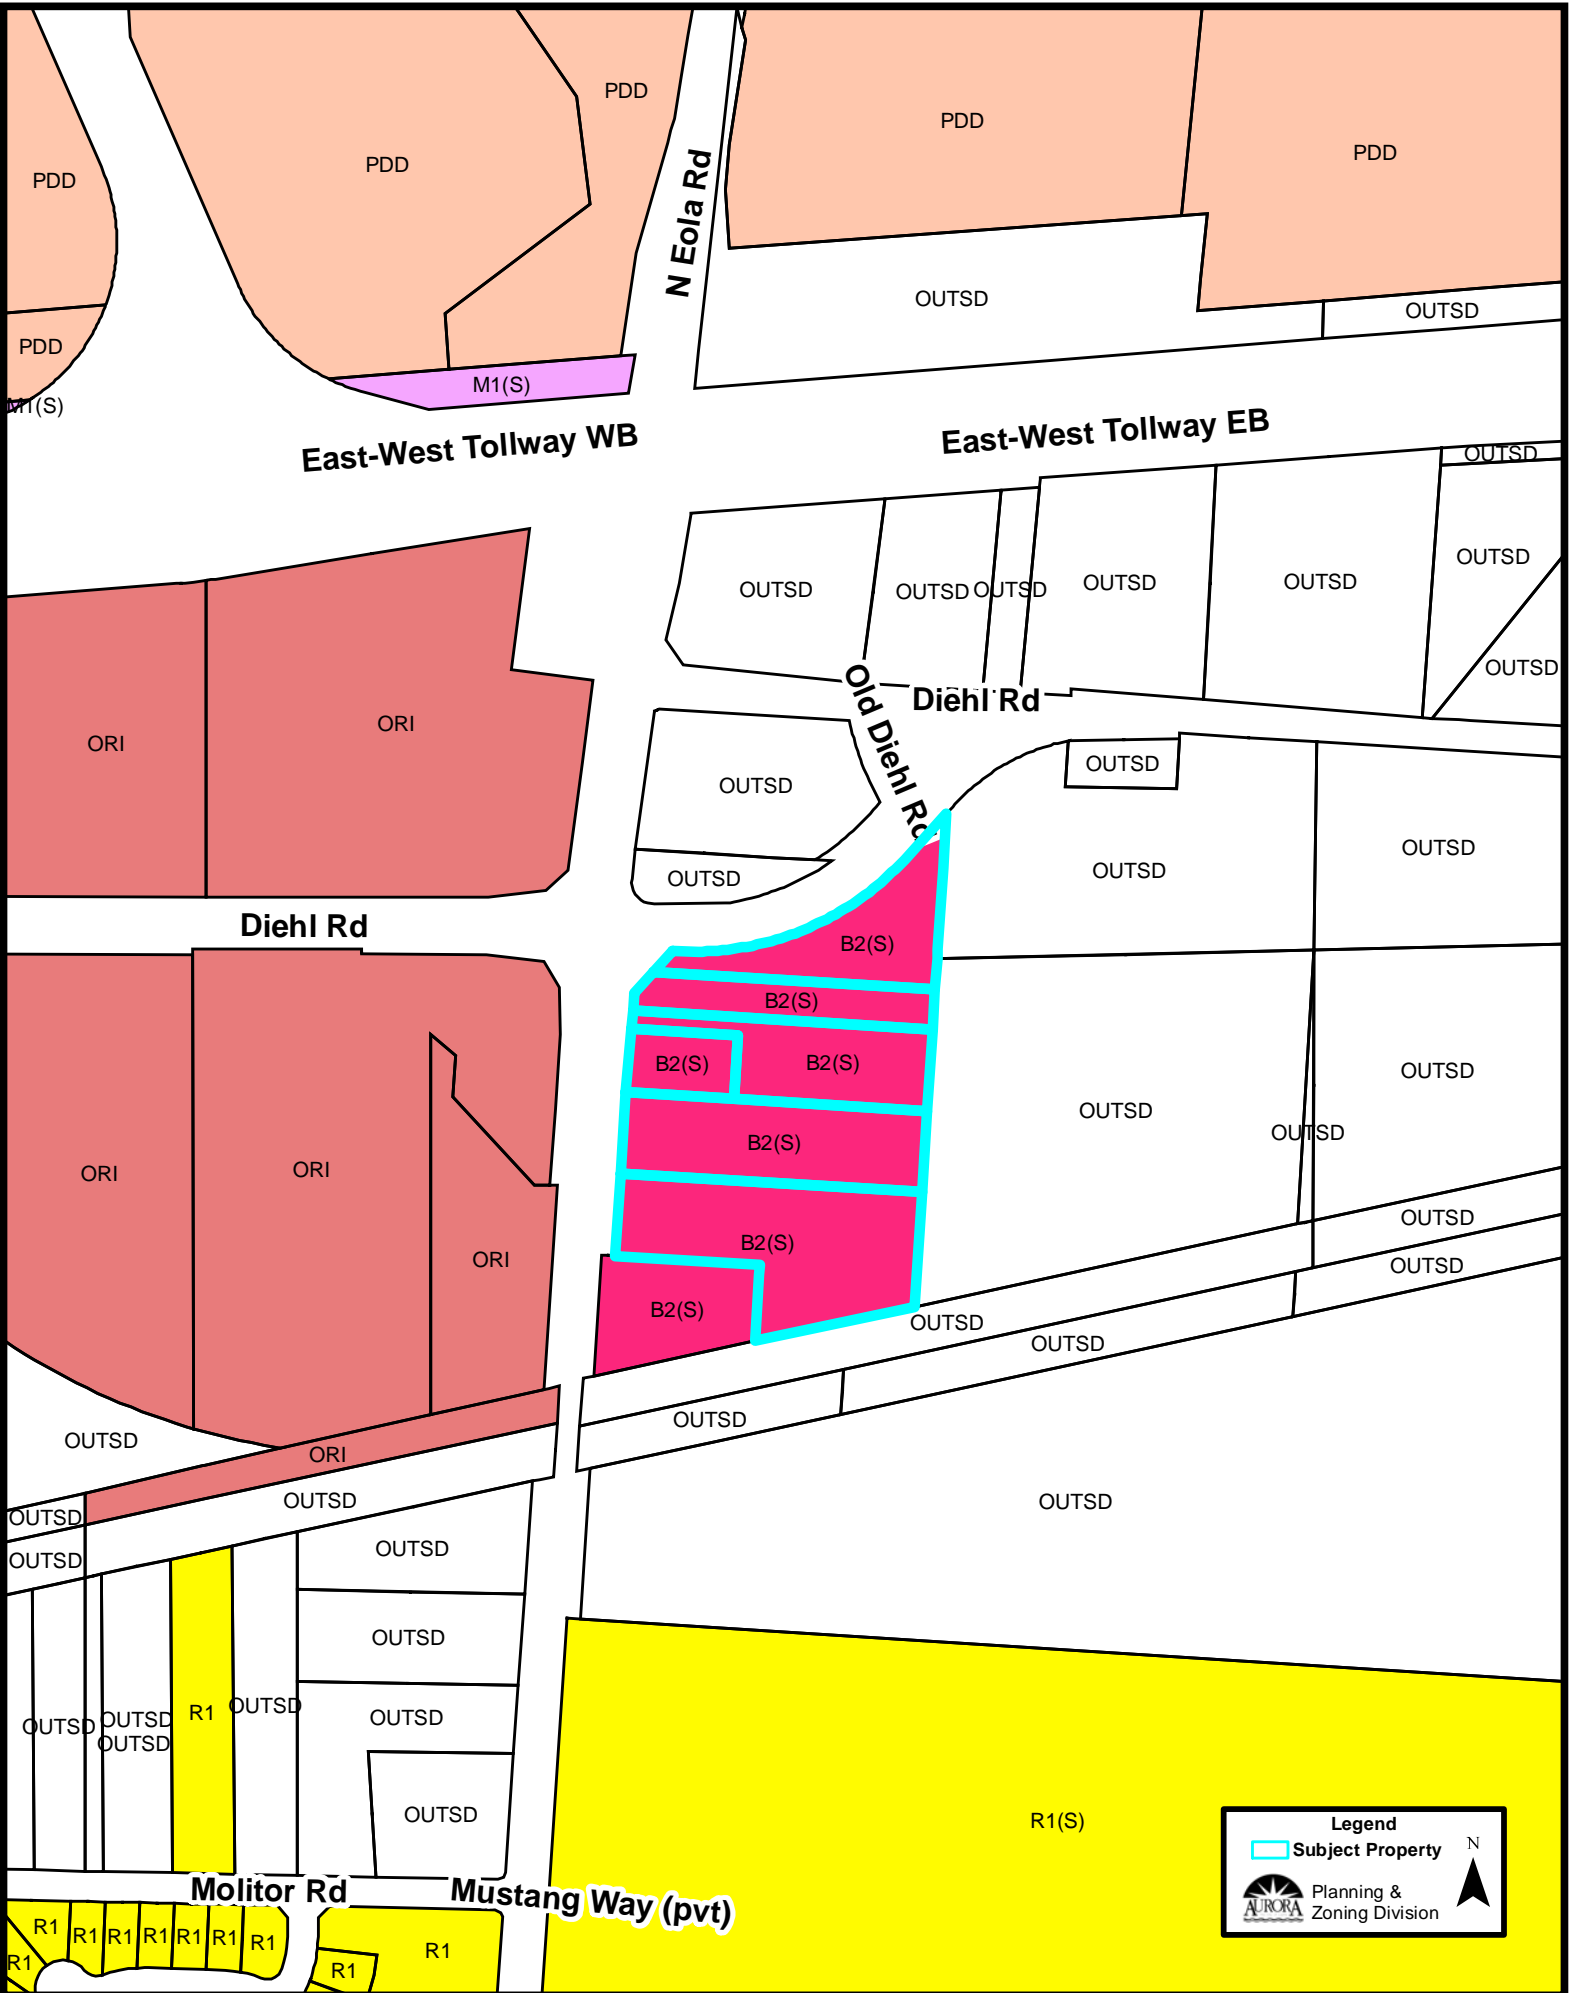 PDD
PDD
PDD
PDD
PDD
N Eola Rd
OUTSD
OUTSD
PDD
M1(S)
M1(S)
East-West Tollway WB
East-West Tollway EB
OUTSD
OUTSD
OUTSD
OUTSD
OUTSD
OUTSD
OUTSD
OUTSD
Old Diehl Rd
Diehl Rd
ORI
ORI
OUTSD
OUTSD
OUTSD
OUTSD
OUTSD
Diehl Rd
B2(S)
B2(S)
B2(S)
B2(S)
OUTSD
OUTSD
OUTSD
B2(S)
ORI
ORI
ORI
B2(S)
OUTSD
OUTSD
B2(S)
OUTSD
OUTSD
OUTSD
OUTSD
ORI
OUTSD
OUTSD
OUTSD
OUTSD
OUTSD
OUTSD
OUTSD
OUTSD
OUTSD
OUTSD
R1
OUTSD
OUTSD
OUTSD
R1(S)
Molitor Rd
Mustang Way (pvt)
R1
R1
R1
R1
R1
R1
R1
R1
R1
R1
Legend
Subject Property
N
AURORA
Planning &
Zoning Division